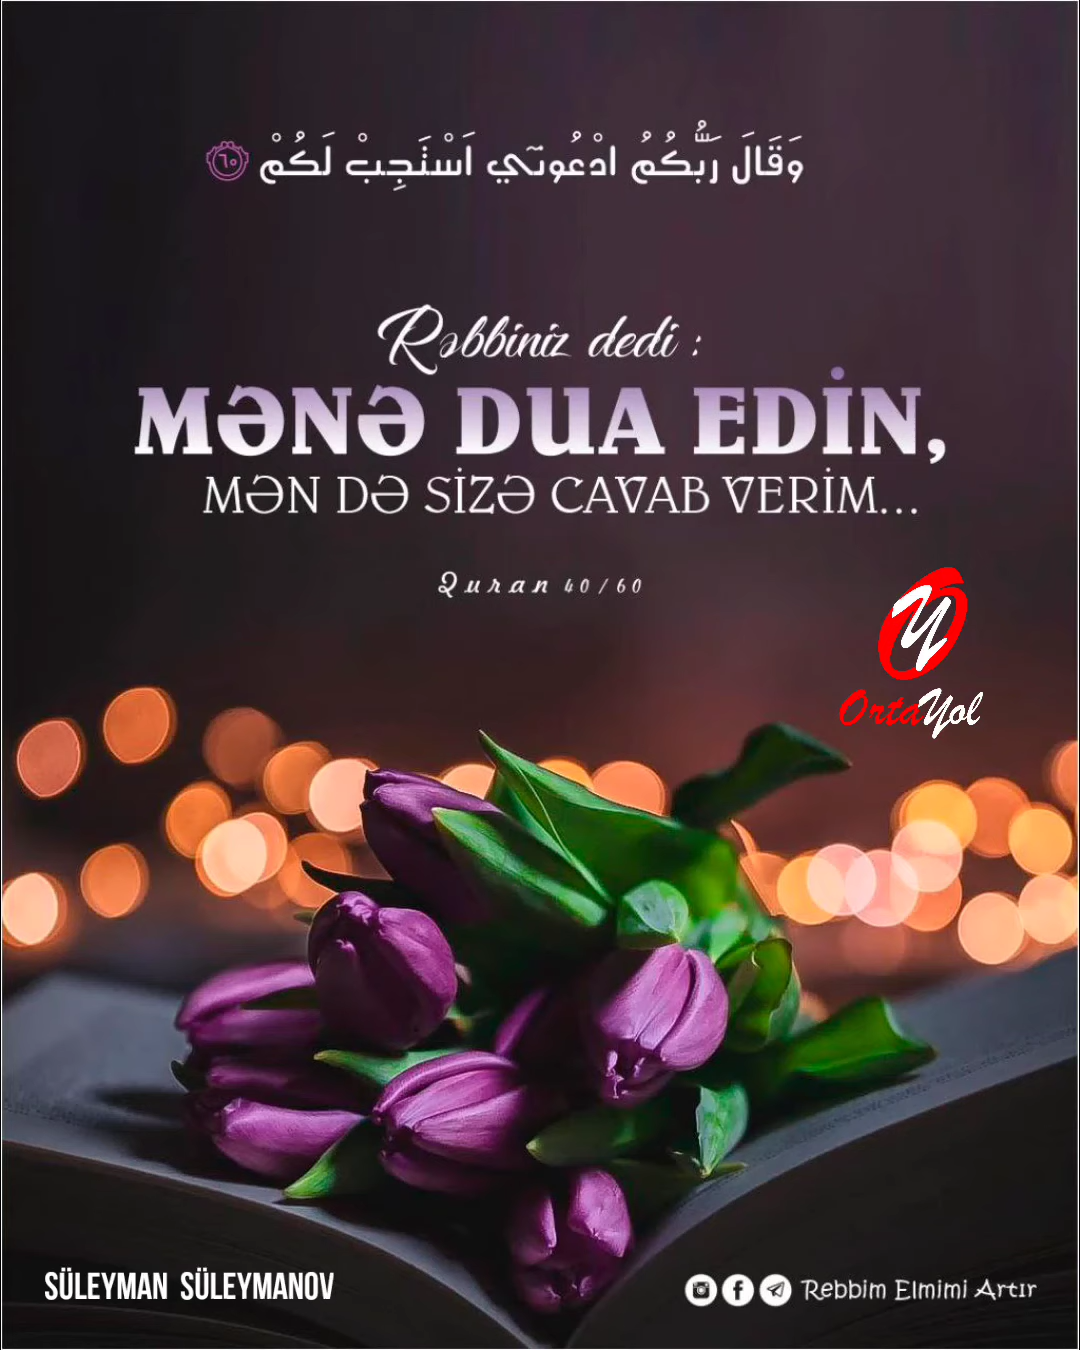 وَقَالَ رَبُّكُمُ ادْعُونٓي اَسْتَجِبْ لَكُمْ ٦٠
Rəbbiniz dedi :
MƏNƏ DUA EDİN,
MƏN DƏ SİZƏ CAVAB VERİM...
Quran 40/60
Y
OrtaYol
SÜLEYMAN SÜLEYMANOV
Rebbim Elmimi Artır